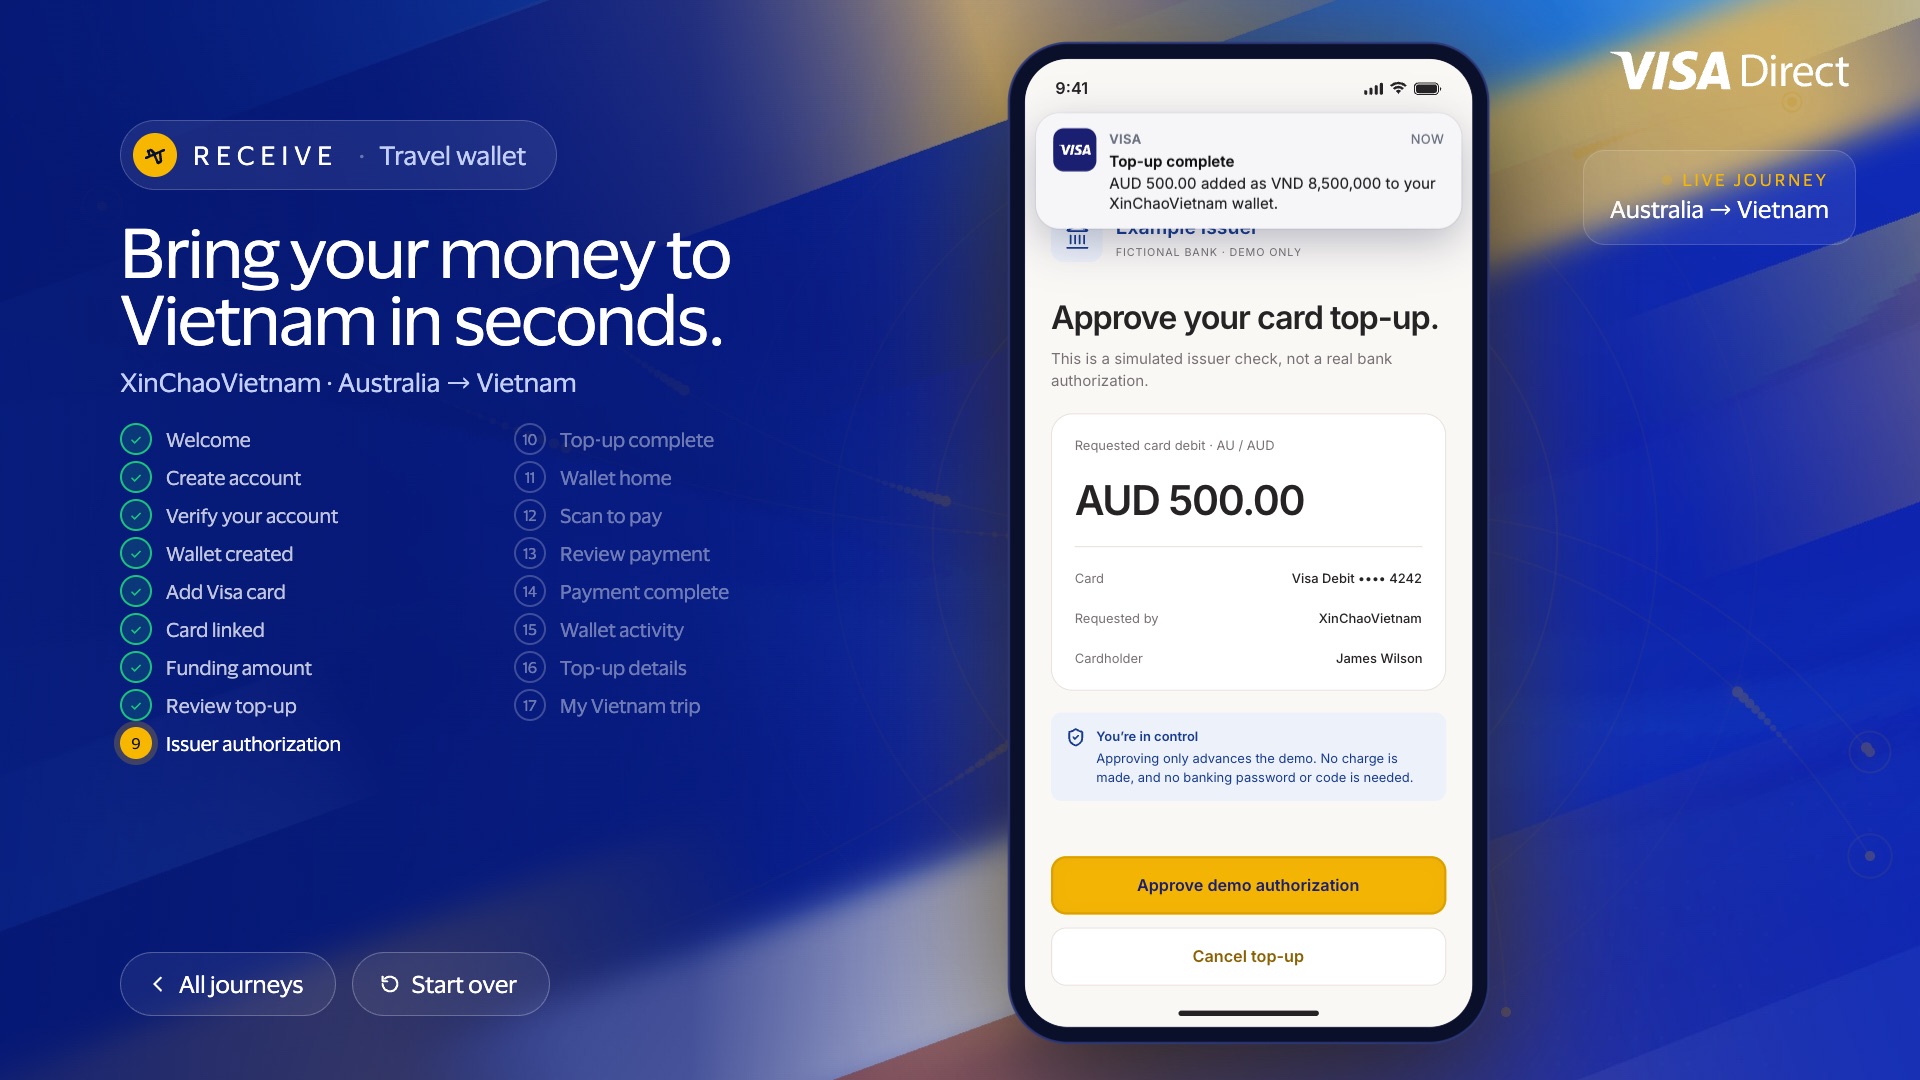 RECEIVE · Travel wallet
Bring your money to
Vietnam in seconds.
XinChaoVietnam · Australia → Vietnam
Welcome
Create account
Verify your account
Wallet created
Add Visa card
Card linked
Funding amount
Review top-up
9 Issuer authorization
10 Top-up complete
11 Wallet home
12 Scan to pay
13 Review payment
14 Payment complete
15 Wallet activity
16 Top-up details
17 My Vietnam trip
All journeys
Start over
9:41
VISA
VISA NOW
Top-up complete
AUD 500.00 added as VND 8,500,000 to your
XinChaoVietnam wallet.
Example Issuer
FICTIONAL BANK · DEMO ONLY
Approve your card top-up.
This is a simulated issuer check, not a real bank
authorization.
Requested card debit · AU / AUD
AUD 500.00
Card Visa Debit •••• 4242
Requested by XinChaoVietnam
Cardholder James Wilson
You're in control
Approving only advances the demo. No charge is
made, and no banking password or code is needed.
Approve demo authorization
Cancel top-up
VISA Direct
LIVE JOURNEY
Australia → Vietnam